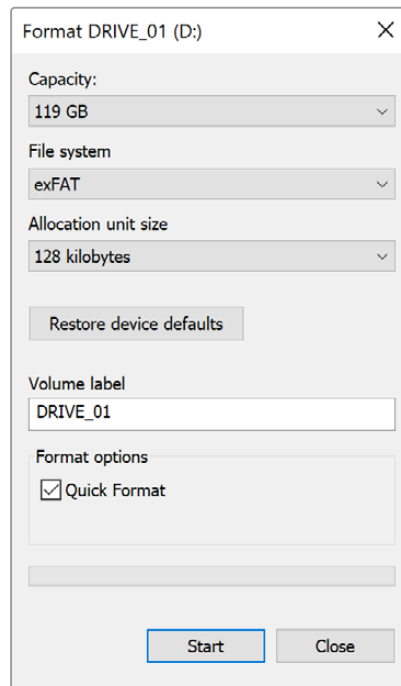 Format DRIVE_01 (D:)
Capacity:
119 GB
File system
exFAT
Allocation unit size
128 kilobytes
Restore device defaults
Volume label
DRIVE_01
Format options
Quick Format
Start
Close